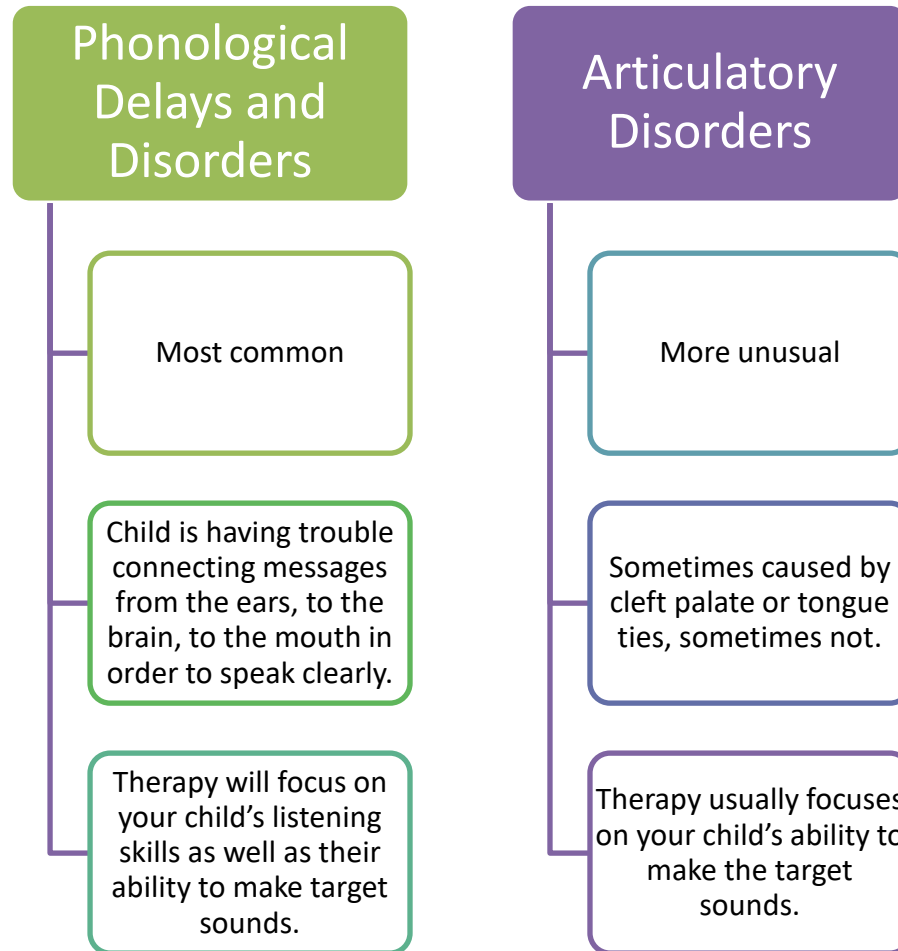 Phonological
Delays and
Disorders
Most common
Child is having trouble
connecting messages
from the ears, to the
brain, to the mouth in
order to speak clearly.
Therapy will focus on
your child’s listening
skills as well as their
ability to make target
sounds.
Articulatory
Disorders
More unusual
Sometimes caused by
cleft palate or tongue
ties, sometimes not.
Therapy usually focuses
on your child’s ability to
make the target
sounds.